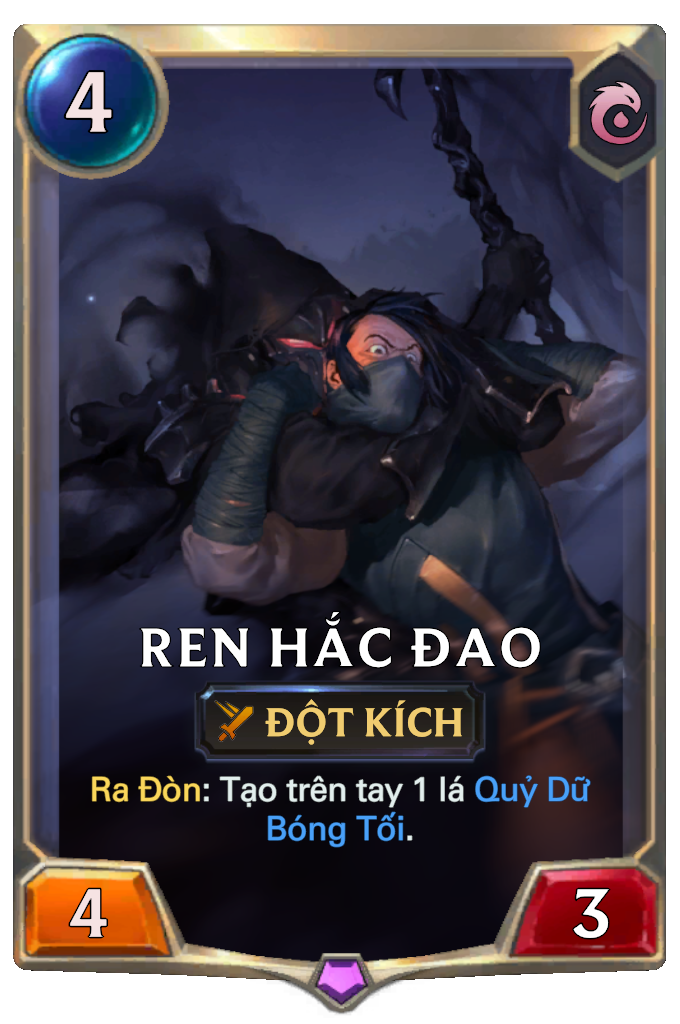 4
REN HẮC ĐAO
ĐỘT KÍCH
Ra Đòn: Tạo trên tay 1 lá Quỷ Dữ
Bóng Tối.
4
3